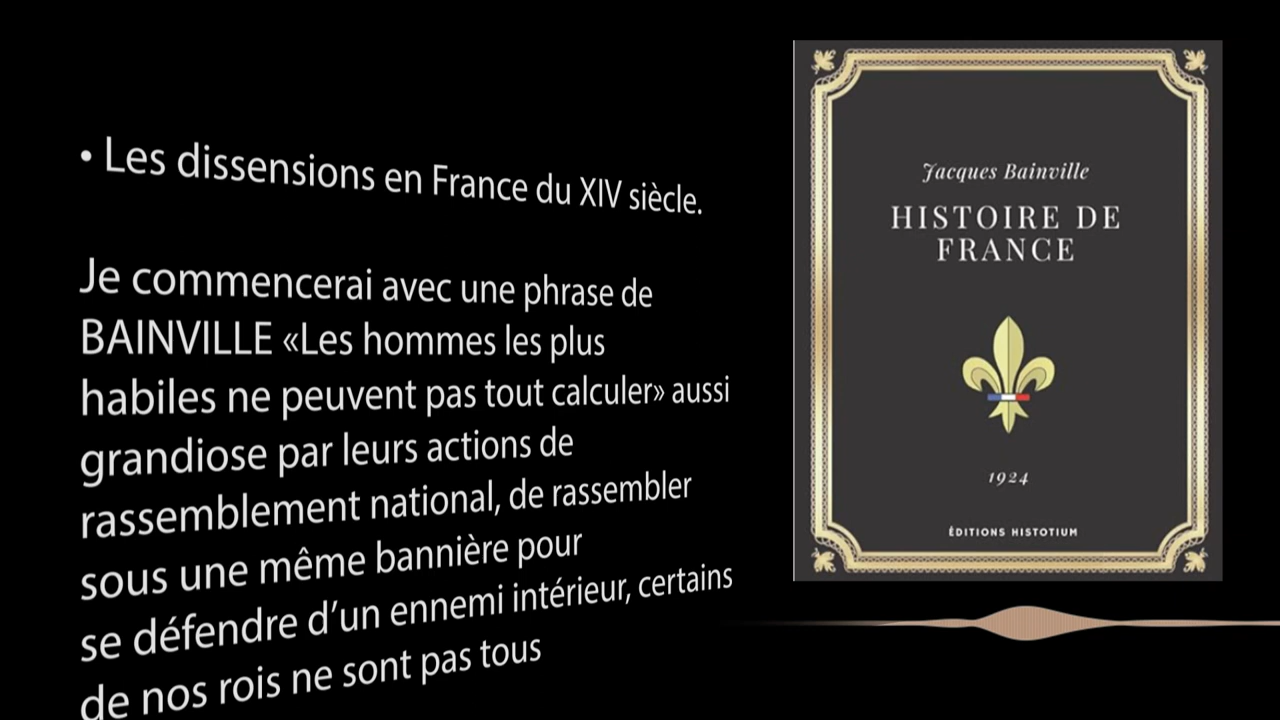 • Les dissensions en France du XIV siècle.
Je commencerai avec une phrase de
BAINVILLE «Les hommes les plus
habiles ne peuvent pas tout calculer» aussi
grandiose par leurs actions de
rassemblement national, de rassembler
sous une même bannière pour
se défendre d’un ennemi intérieur, certains
de nos rois ne sont pas tous
Jacques Bainville
HISTOIRE DE
FRANCE
1924
ÉDITIONS HISTOTIUM